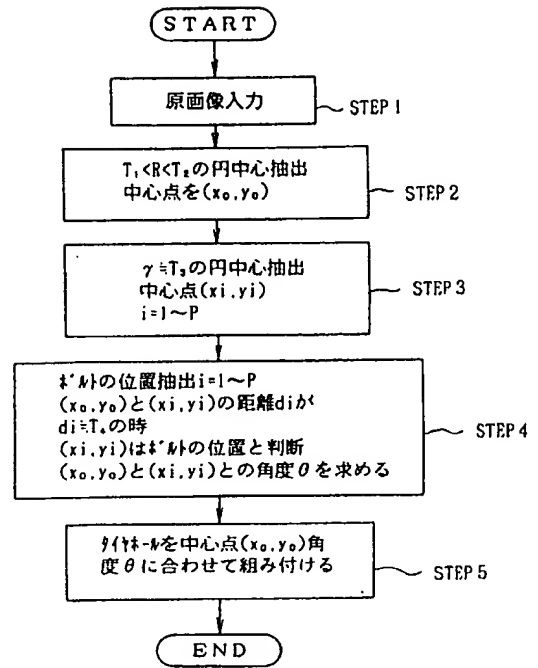 START
原画像入力
STEP 1
T₁<R<T₂の円中心抽出
中心点を(x₀,y₀)
STEP 2
γ≒T₃の円中心抽出
中心点(xi,yi)
i=1～P
STEP 3
ﾎﾞﾙﾄの位置抽出i=1～P
(x₀,y₀)と(xi,yi)の距離diが
di≒T₄の時
(xi,yi)はﾎﾞﾙﾄの位置と判断
(x₀,y₀)と(xi,yi)との角度θを求める
STEP 4
ﾀｲﾔﾎｰﾙを中心点(x₀,y₀)角
度θに合わせて組み付ける
STEP 5
END